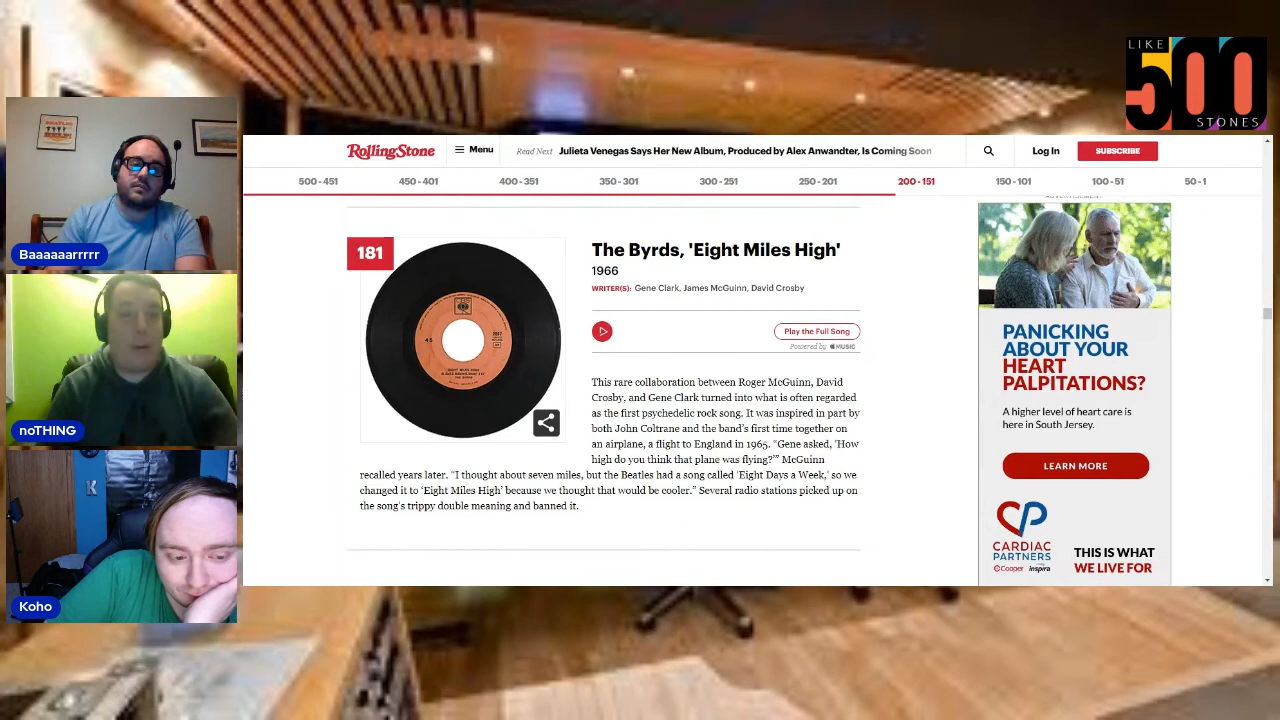 LIKE
500
STONES
RollingStone
Menu
Read Next Julieta Venegas Says Her New Album, Produced by Alex Anwandter, Is Coming Soon
Log In
SUBSCRIBE
500 - 451
450 - 401
400 - 351
350 - 301
300 - 251
250 - 201
200 - 151
150 - 101
100 - 51
50 - 1
Baaaaaarrrrr
noTHING
Koho
181
The Byrds, 'Eight Miles High'
1966
WRITER(S): Gene Clark, James McGuinn, David Crosby
Play the Full Song
Powered by MUSIC
This rare collaboration between Roger McGuinn, David
Crosby, and Gene Clark turned into what is often regarded
as the first psychedelic rock song. It was inspired in part by
both John Coltrane and the band’s first time together on
an airplane, a flight to England in 1965. “Gene asked, ‘How
high do you think that plane was flying?’” McGuinn
recalled years later. “I thought about seven miles, but the Beatles had a song called ‘Eight Days a Week,’ so we
changed it to ‘Eight Miles High’ because we thought that would be cooler.” Several radio stations picked up on
the song’s trippy double meaning and banned it.
ADVERTISEMENT
PANICKING
ABOUT YOUR
HEART
PALPITATIONS?
A higher level of heart care is
here in South Jersey.
LEARN MORE
CARDIAC
PARTNERS
Cooper inspira
THIS IS WHAT
WE LIVE FOR